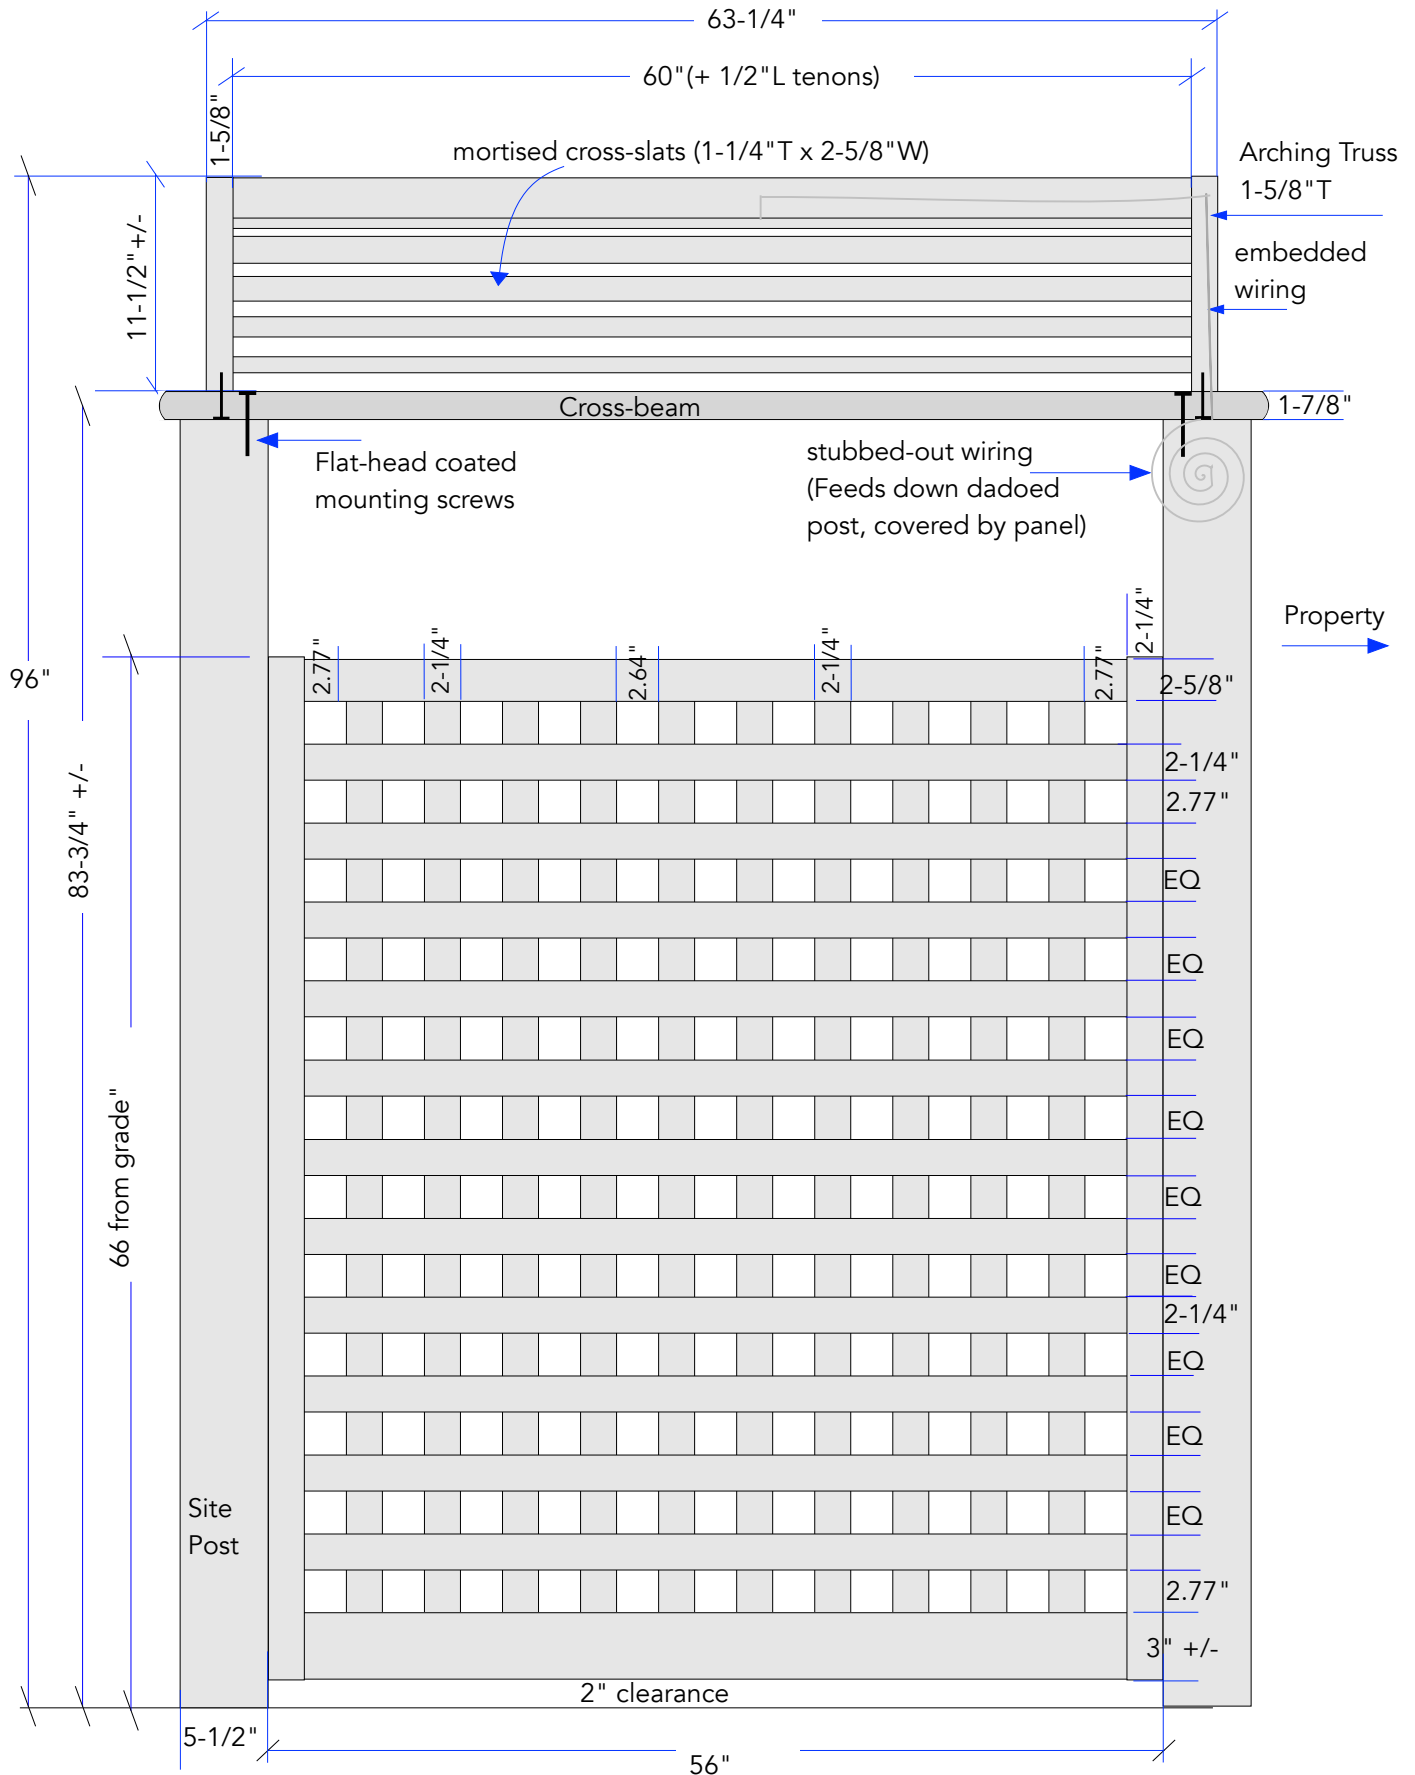 63-1/4"
60"(+ 1/2"L tenons)
1-5/8"
mortised cross-slats (1-1/4"T x 2-5/8"W)
Arching Truss
1-5/8"T
embedded
wiring
11-1/2"+/-
Cross-beam
1-7/8"
Flat-head coated
mounting screws
stubbed-out wiring
(Feeds down dadoed
post, covered by panel)
Property
96"
83-3/4" +/-
66 from grade"
2.77"
2-1/4"
2.64"
2-1/4"
2.77"
2-1/4"
2-5/8"
2-1/4"
2.77"
EQ
EQ
EQ
EQ
EQ
EQ
2-1/4"
EQ
EQ
EQ
2.77"
3" +/-
Site
Post
2" clearance
5-1/2"
56"